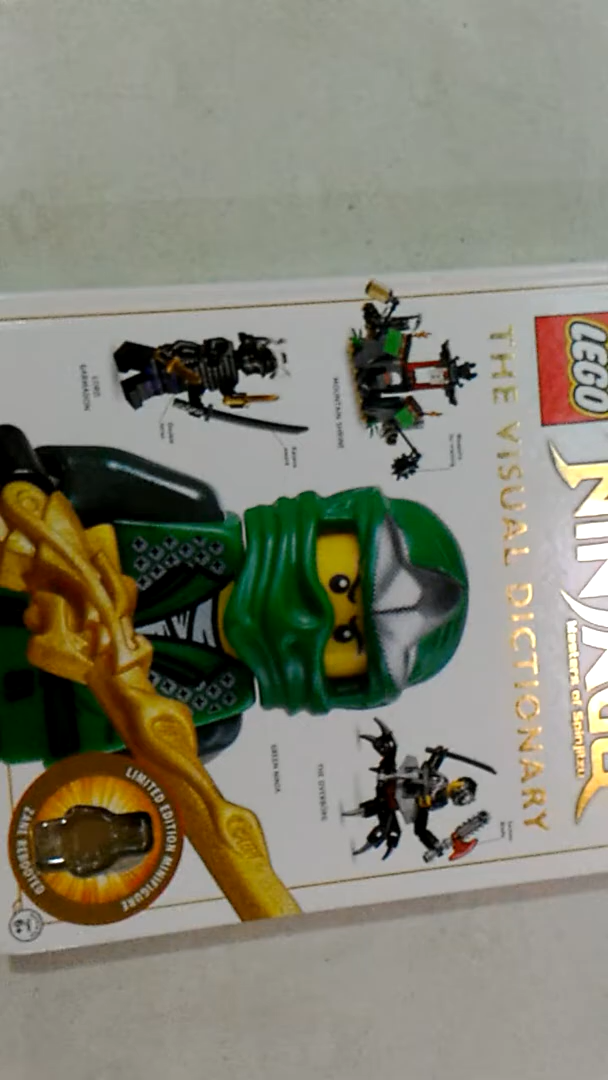 LEGO
NINJAGO
Masters of Spinjitzu
THE VISUAL DICTIONARY
MOUNTAIN SHRINE
LORD
GARMADON
THE OVERLORD
GREEN NINJA
LIMITED EDITION MINIFIGURE
ZANE REBOOTED